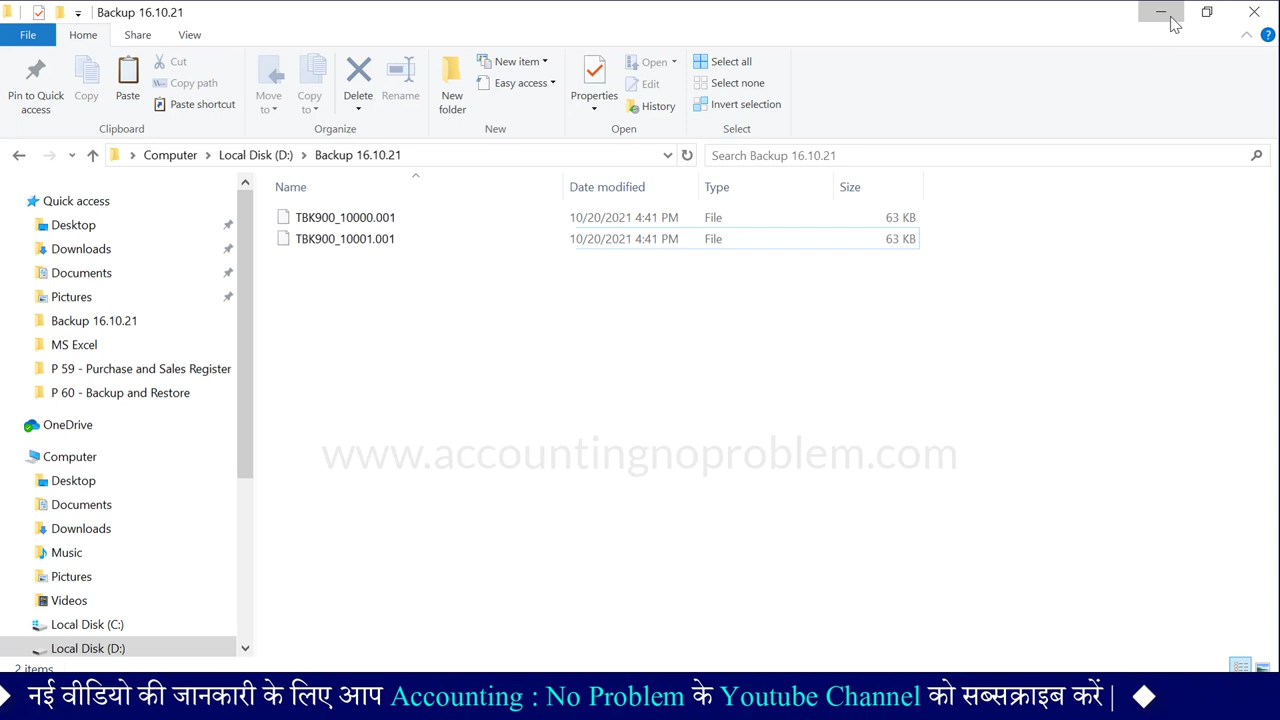 Backup 16.10.21
File Home Share View
Pin to Quick access
Copy
Paste
Cut
Copy path
Paste shortcut
Clipboard
Move to
Copy to
Delete
Rename
Organize
New folder
New item
Easy access
New
Properties
Open
Edit
History
Open
Select all
Select none
Invert selection
Select
Computer Local Disk (D:) Backup 16.10.21
Search Backup 16.10.21
Name Date modified Type Size
TBK900_10000.001 10/20/2021 4:41 PM File 63 KB
TBK900_10001.001 10/20/2021 4:41 PM File 63 KB
Quick access
Desktop
Downloads
Documents
Pictures
Backup 16.10.21
MS Excel
P 59 - Purchase and Sales Register
P 60 - Backup and Restore
OneDrive
Computer
Desktop
Documents
Downloads
Music
Pictures
Videos
Local Disk (C:)
Local Disk (D:)
2 items
www.accountingnoproblem.com
नई वीडियो की जानकारी के लिए आप Accounting : No Problem के Youtube Channel को सब्सक्राइब करें |